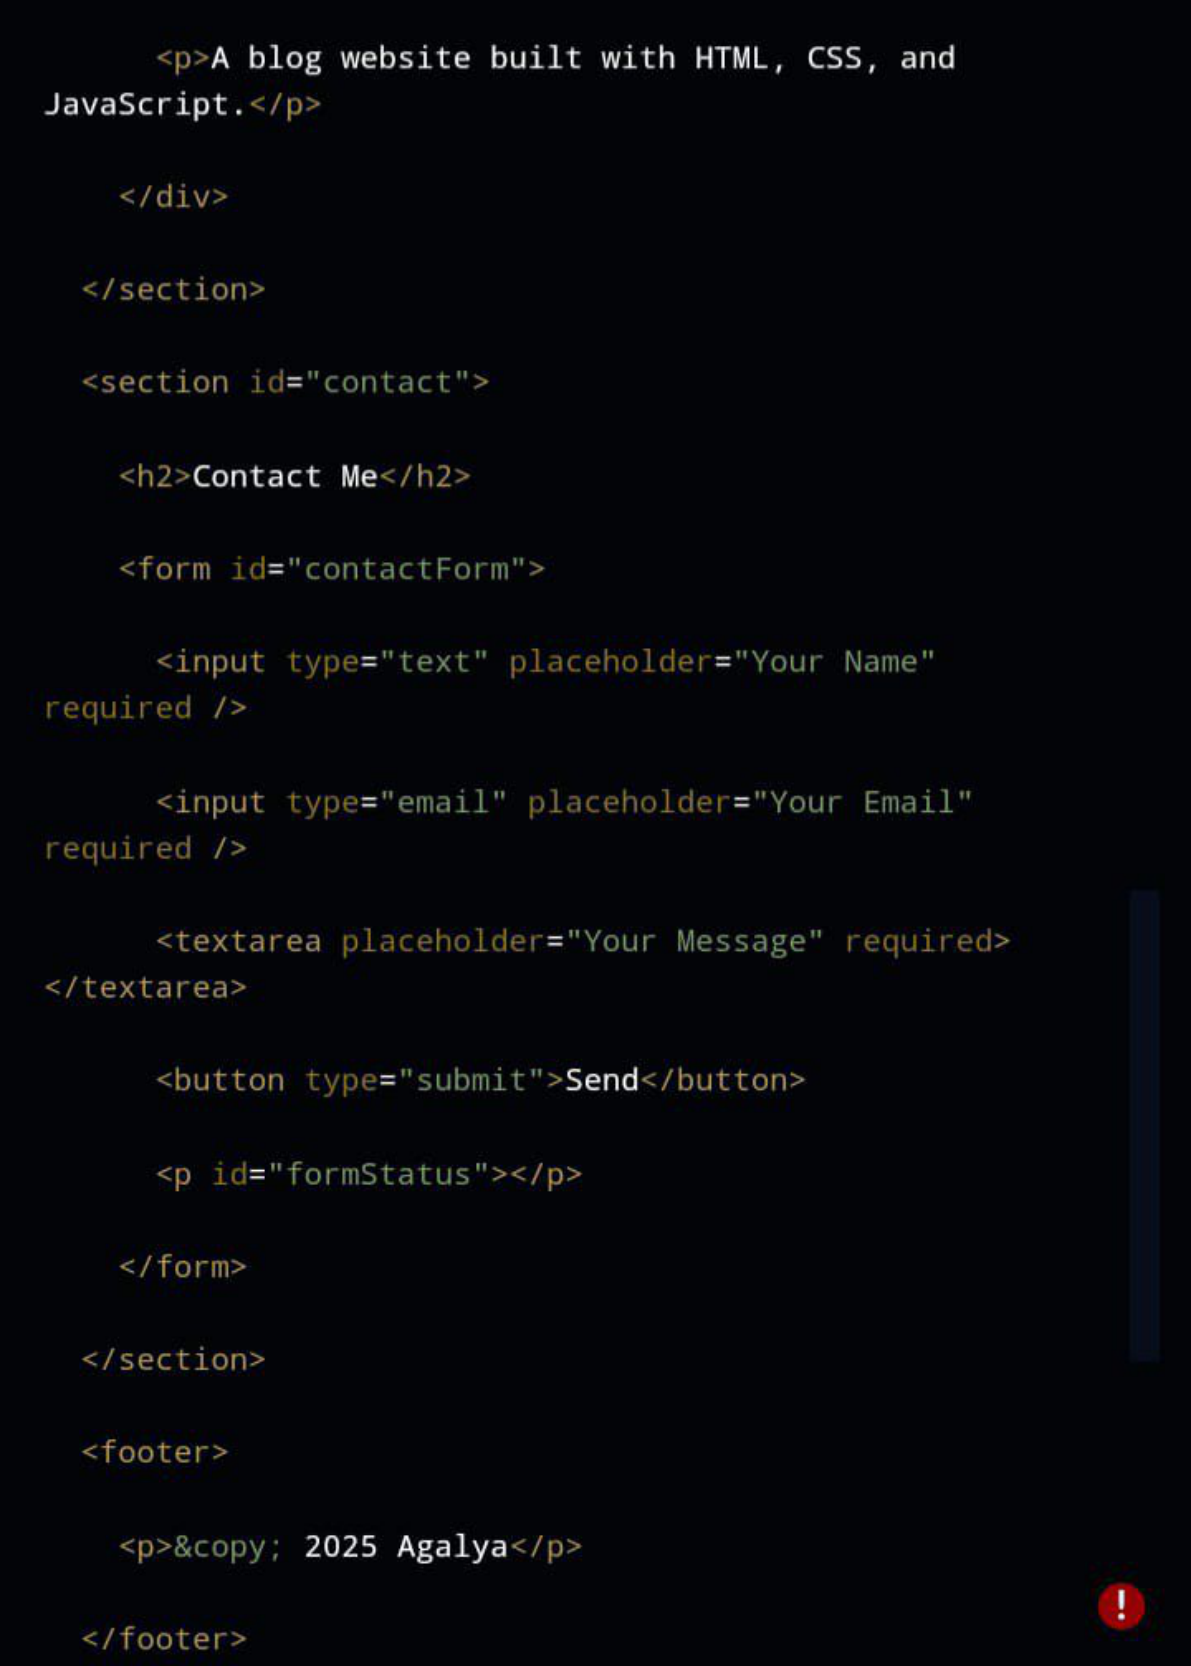 <p>A blog website built with HTML, CSS, and
JavaScript.</p>
</div>
</section>
<section id="contact">
<h2>Contact Me</h2>
<form id="contactForm">
<input type="text" placeholder="Your Name"
required />
<input type="email" placeholder="Your Email"
required />
<textarea placeholder="Your Message" required>
</textarea>
<button type="submit">Send</button>
<p id="formStatus"></p>
</form>
</section>
<footer>
<p>&copy; 2025 Agalya</p>
</footer>
!